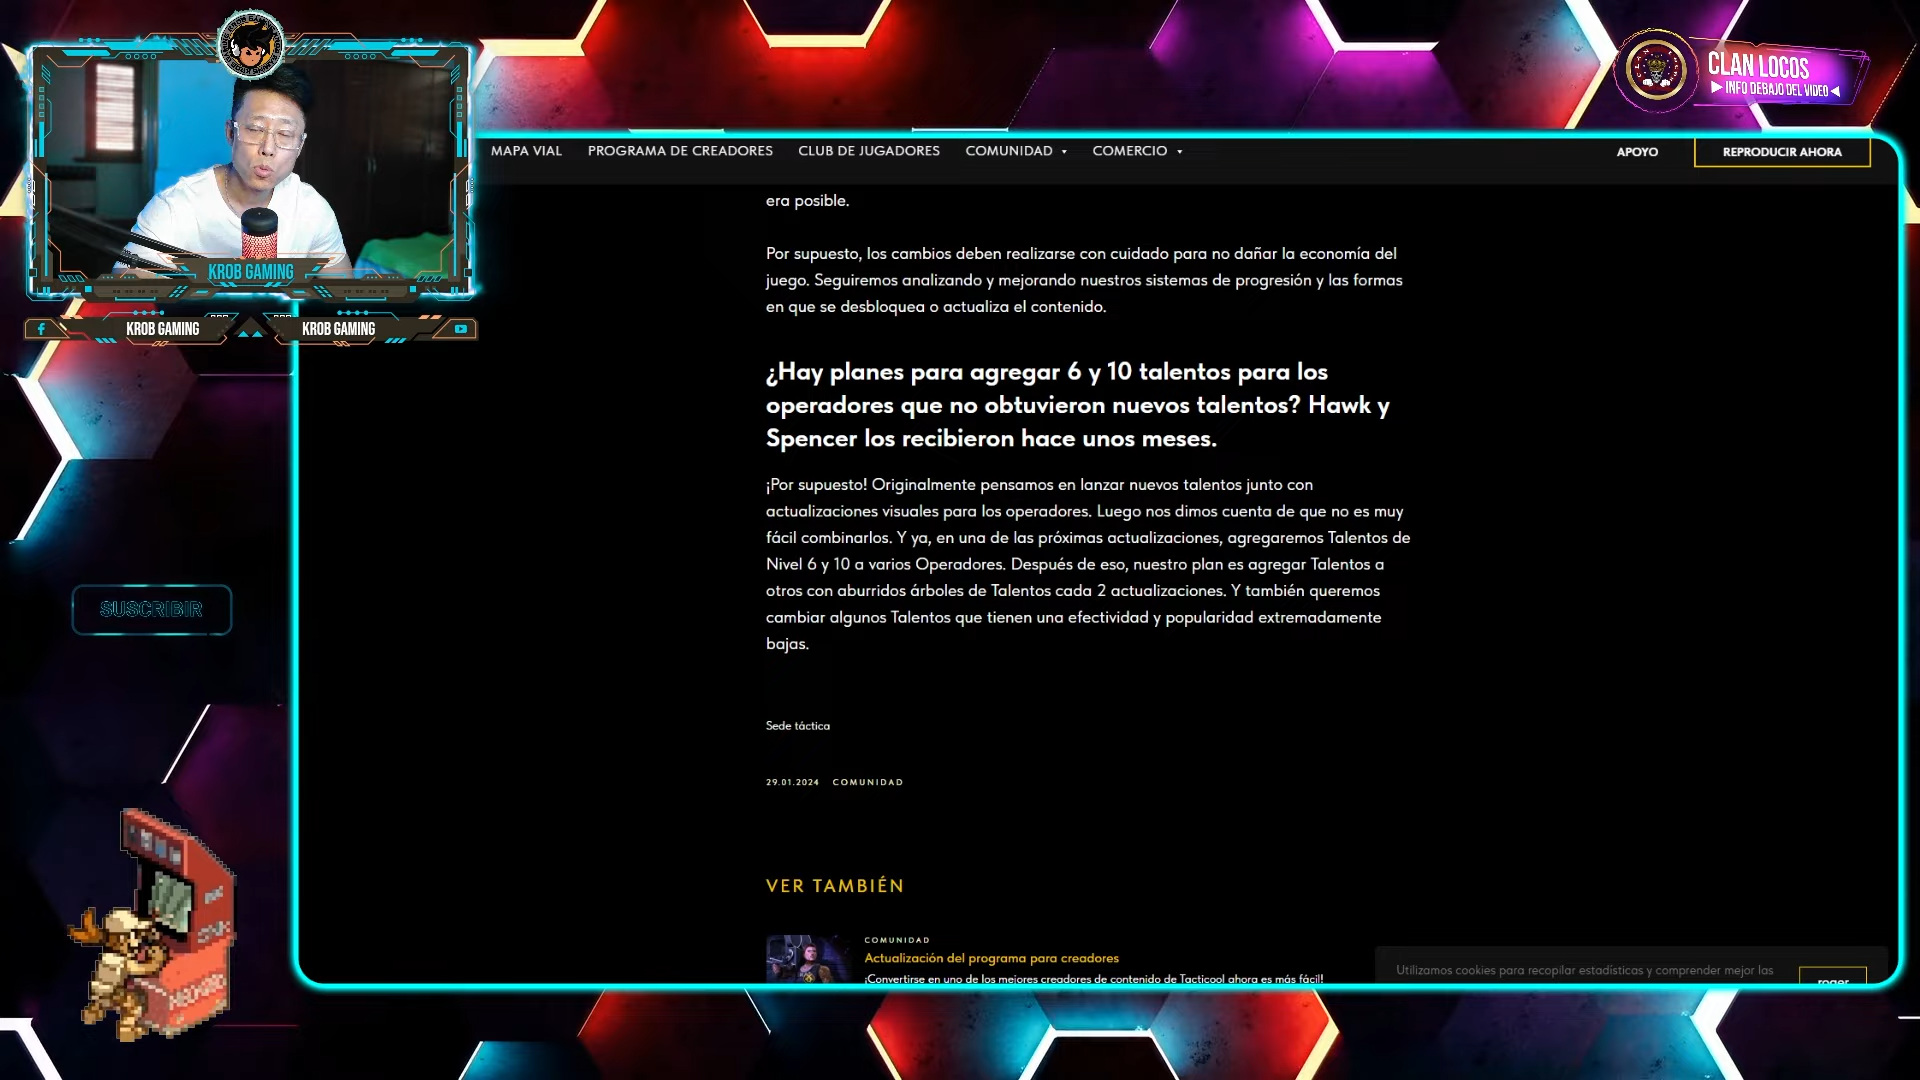 CLAN LOCOS
INFO DEBAJO DEL VIDEO
KROB GAMING
KROB GAMING
KROB GAMING
MAPA VIAL
PROGRAMA DE CREADORES
CLUB DE JUGADORES
COMUNIDAD
COMERCIO
APOYO
REPRODUCIR AHORA
era posible.
Por supuesto, los cambios deben realizarse con cuidado para no dañar la economía del
juego. Seguiremos analizando y mejorando nuestros sistemas de progresión y las formas
en que se desbloquea o actualiza el contenido.
¿Hay planes para agregar 6 y 10 talentos para los
operadores que no obtuvieron nuevos talentos? Hawk y
Spencer los recibieron hace unos meses.
¡Por supuesto! Originalmente pensamos en lanzar nuevos talentos junto con
actualizaciones visuales para los operadores. Luego nos dimos cuenta de que no es muy
fácil combinarlos. Y ya, en una de las próximas actualizaciones, agregaremos Talentos de
Nivel 6 y 10 a varios Operadores. Después de eso, nuestro plan es agregar Talentos a
otros con aburridos árboles de Talentos cada 2 actualizaciones. Y también queremos
cambiar algunos Talentos que tienen una efectividad y popularidad extremadamente
bajas.
SUSCRIBIR
Sede táctica
29.01.2024 COMUNIDAD
VER TAMBIÉN
COMUNIDAD
Actualización del programa para creadores
¡Convertirse en uno de los mejores creadores de contenido de Tacticool ahora es más fácil!
Utilizamos cookies para recopilar estadísticas y comprender mejor las
roger